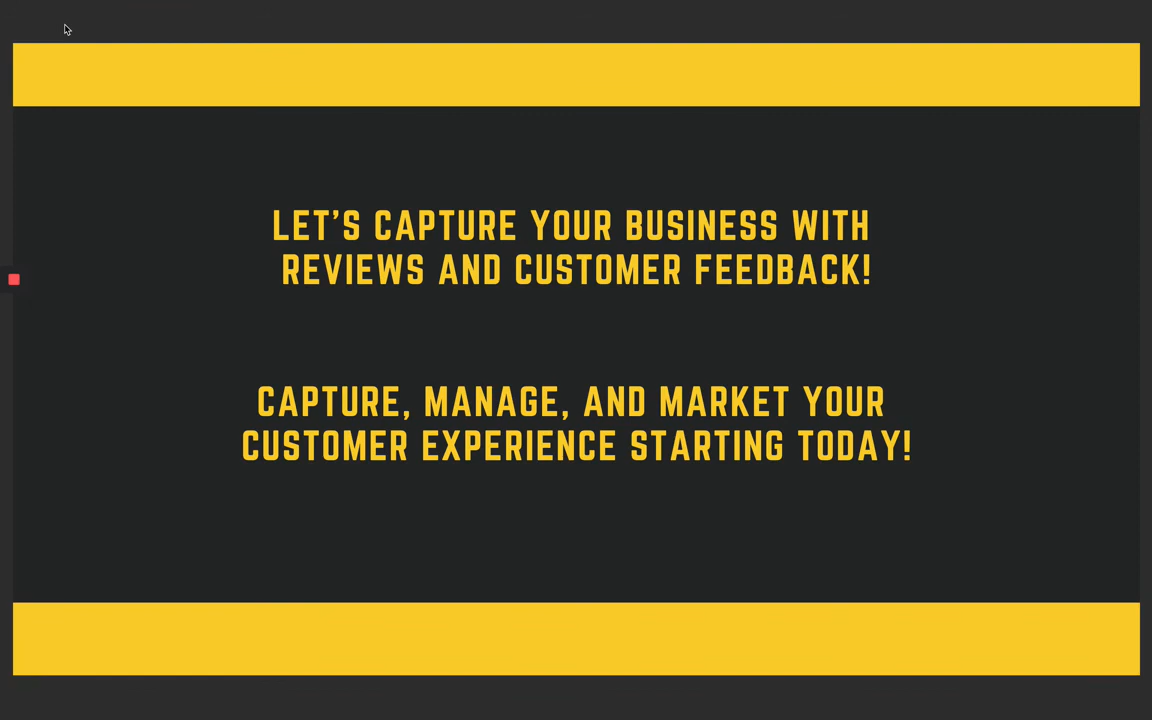 LET'S CAPTURE YOUR BUSINESS WITH
REVIEWS AND CUSTOMER FEEDBACK!
CAPTURE, MANAGE, AND MARKET YOUR
CUSTOMER EXPERIENCE STARTING TODAY!